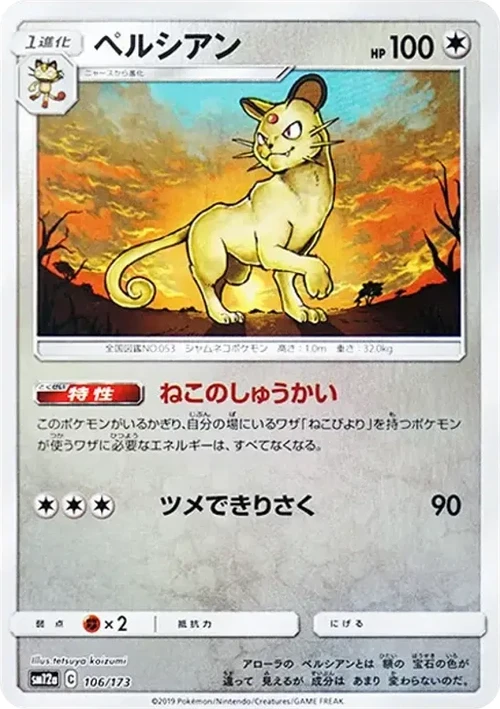 1進化 ペルシアン HP 100
ニャースから進化
全国図鑑NO.053 シャムネコポケモン 高さ:1.0m 重さ:32.0kg
とくせい
特性 ねこのしゅうかい
このポケモンがいるかぎり、自分の場にいるワザ「ねこびより」を持つポケモン
が使うワザに必要なエネルギーは、すべてなくなる。
ツメできりさく 90
弱点 ×2 抵抗力 にげる
Illus.tetsuya koizumi
sm12a C 106/173
アローラの ペルシアンとは 額の 宝石の色が
違って 見えるが 成分は あまり 変わらないのだ。
©2019 Pokémon/Nintendo/Creatures/GAME FREAK.